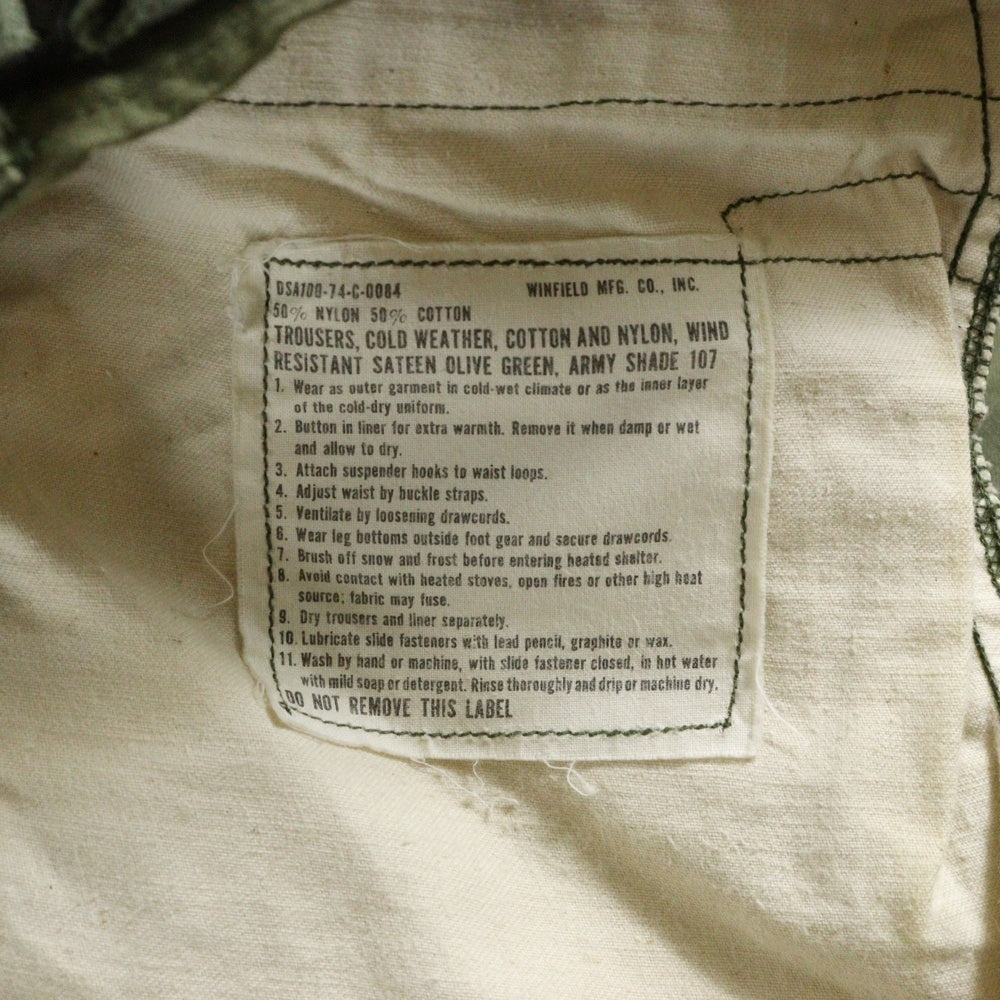 DSA100-74-C-0084 WINFIELD MFG. CO., INC.
50% NYLON 50% COTTON
TROUSERS, COLD WEATHER, COTTON AND NYLON, WIND
RESISTANT SATEEN OLIVE GREEN, ARMY SHADE 107
1. Wear as outer garment in cold-wet climate or as the inner layer
of the cold-dry uniform.
2. Button in liner for extra warmth. Remove it when damp or wet
and allow to dry.
3. Attach suspender hooks to waist loops.
4. Adjust waist by buckle straps.
5. Ventilate by loosening drawcords.
6. Wear leg bottoms outside foot gear and secure drawcords.
7. Brush off snow and frost before entering heated shelter.
8. Avoid contact with heated stoves, open fires or other high heat
source; fabric may fuse.
9. Dry trousers and liner separately.
10. Lubricate slide fasteners with lead pencil, graphite or wax.
11. Wash by hand or machine, with slide fastener closed, in hot water
with mild soap or detergent. Rinse thoroughly and drip or machine dry.
DO NOT REMOVE THIS LABEL